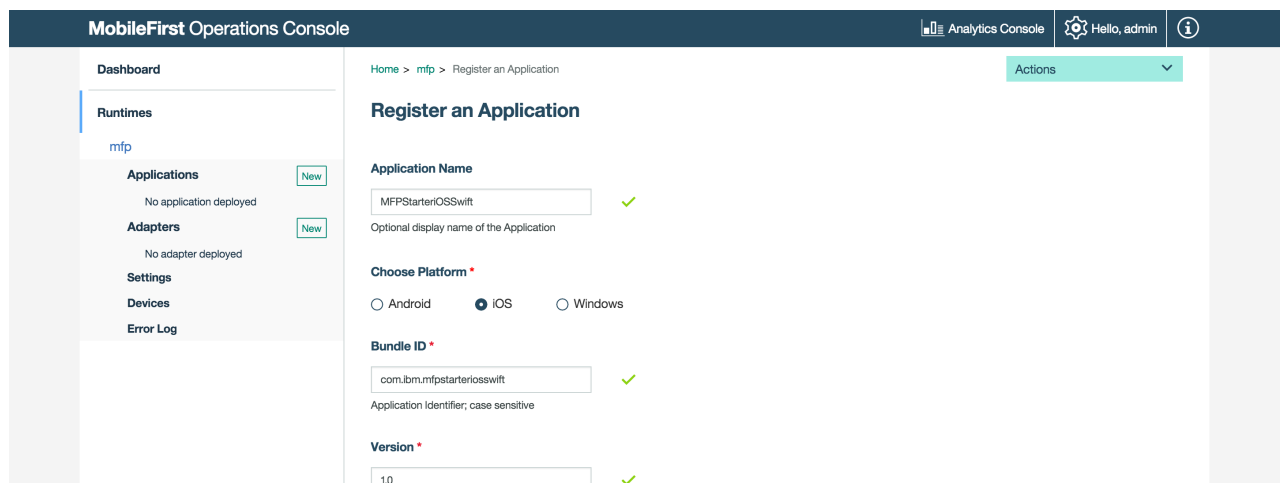 MobileFirst Operations Console
Analytics Console
Hello, admin
Dashboard
Runtimes
mfp
Applications New
No application deployed
Adapters New
No adapter deployed
Settings
Devices
Error Log
Home > mfp > Register an Application
Actions
Register an Application
Application Name
MFPStarteriOSSwift
Optional display name of the Application
Choose Platform *
Android iOS Windows
Bundle ID *
com.ibm.mfpstarteriosswift
Application Identifier; case sensitive
Version *
1.0